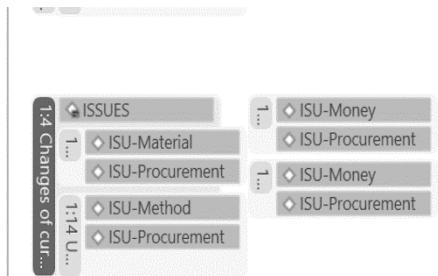 1:4 Changes of cur...
ISSUES
1...
ISU-Material
ISU-Procurement
1:14 U...
ISU-Method
ISU-Procurement
1...
ISU-Money
ISU-Procurement
1...
ISU-Money
ISU-Procurement